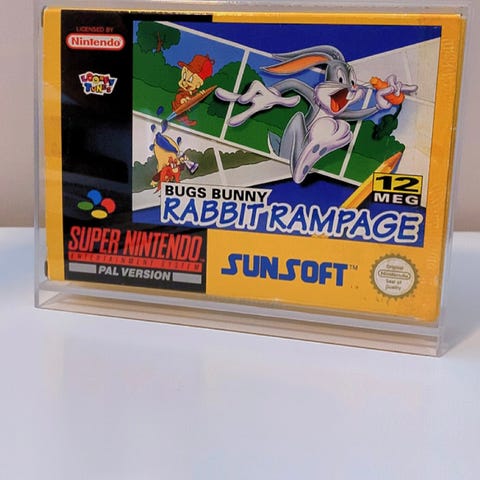 LICENSED BY
Nintendo
LOONEY
TUNES
BUGS BUNNY
RABBIT RAMPAGE
12
MEG
SUPER NINTENDO
ENTERTAINMENT SYSTEM
PAL VERSION
SUNSOFT™
Original
Nintendo
Seal of
Quality